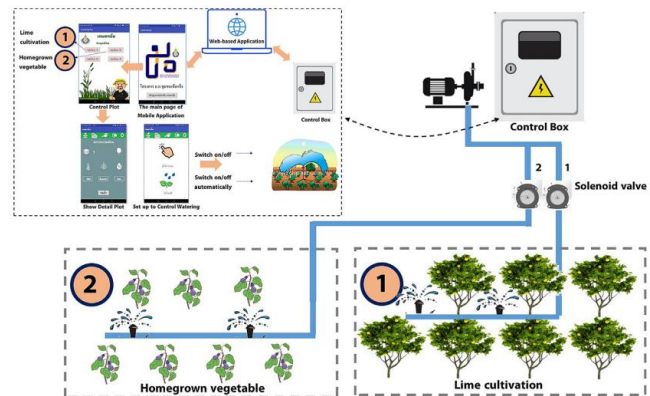 Lime
cultivation
1
Homegrown
vegetable
2
Control Plot
The main page of
Mobile Application
Web-based Application
Control Box
Show Detail Plot
Set up to Control Watering
Switch on/off
Switch on/off
automatically
Control Box
2
1
Solenoid valve
2
Homegrown vegetable
1
Lime cultivation